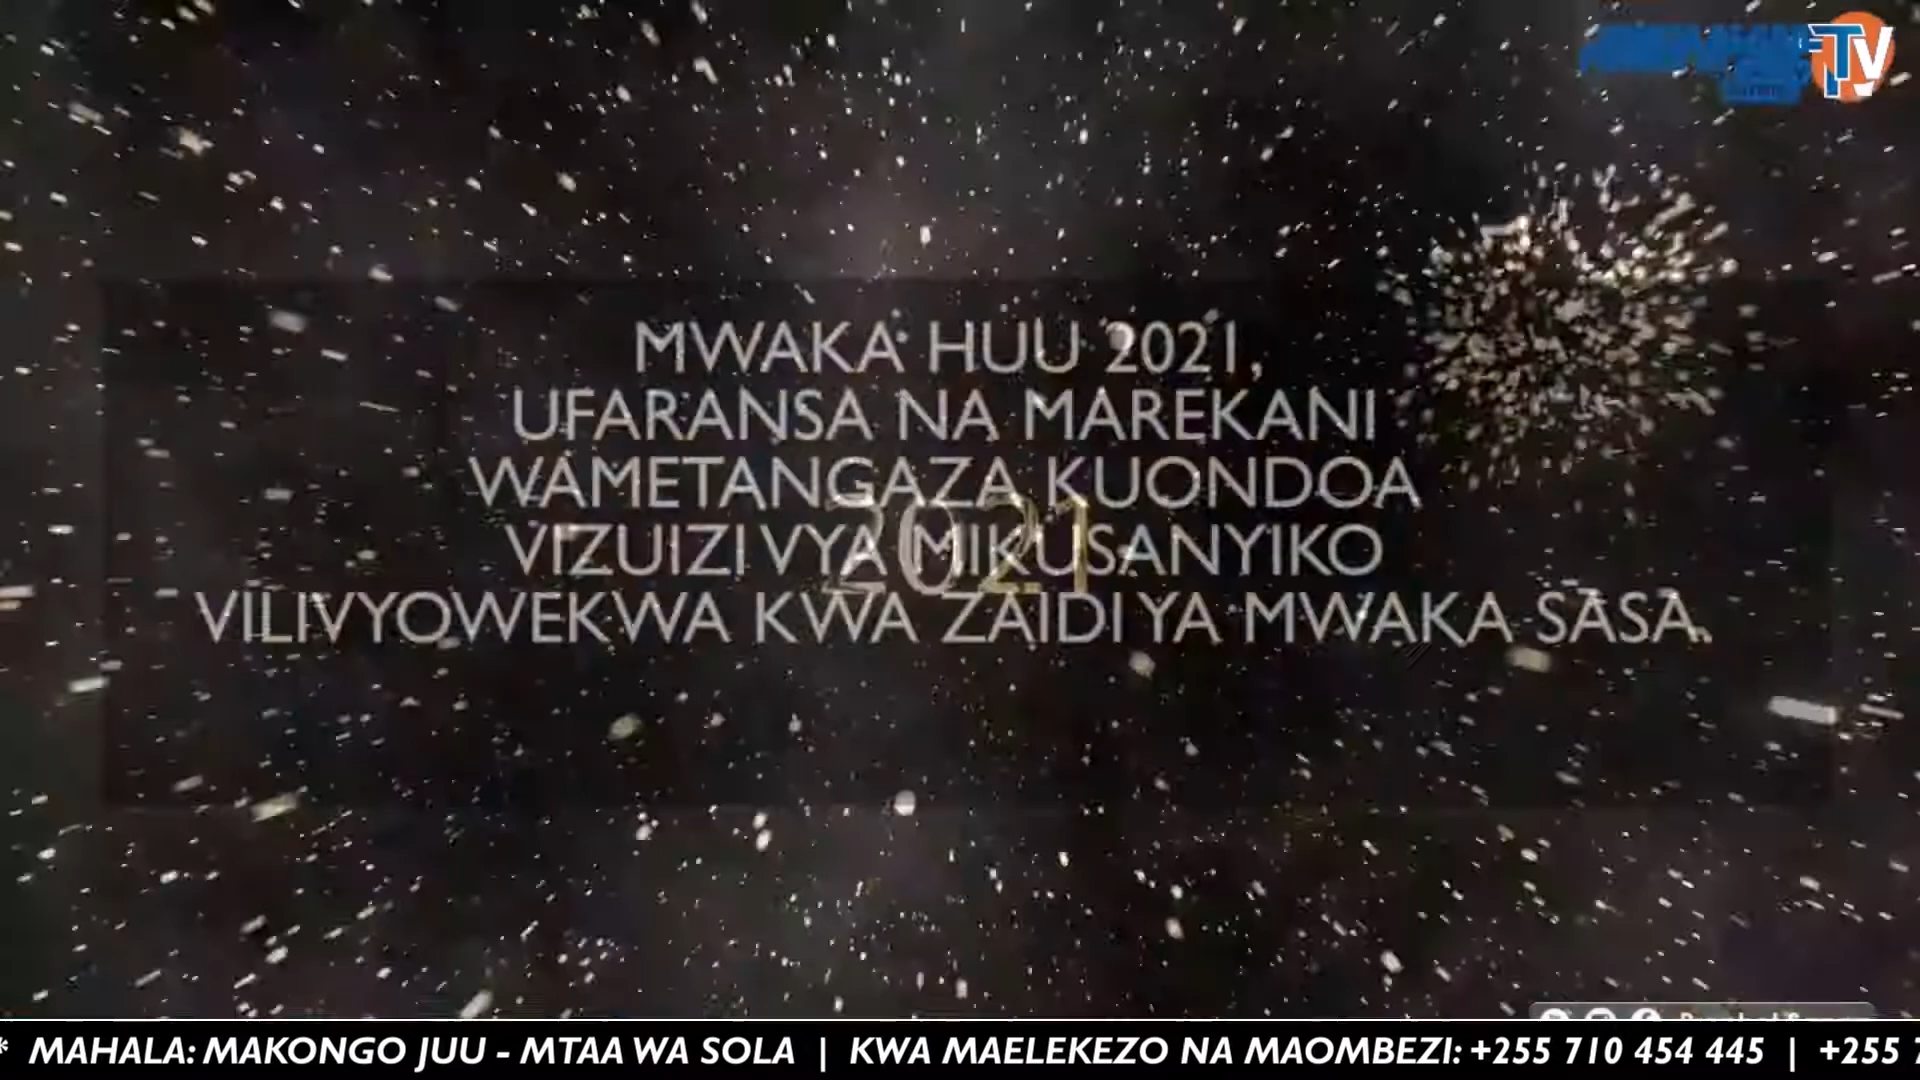 TV
MWAKA HUU 2021,
UFARANSA NA MAREKANI
WAMETANGAZA KUONDOA
VIZUIZI VYA MIKUSANYIKO
2021
VILIVYOWEKWA KWA ZAIDI YA MWAKA SASA.
* MAHALA: MAKONGO JUU - MTAA WA SOLA | KWA MAELEKEZO NA MAOMBEZI: +255 710 454 445 | +255 7